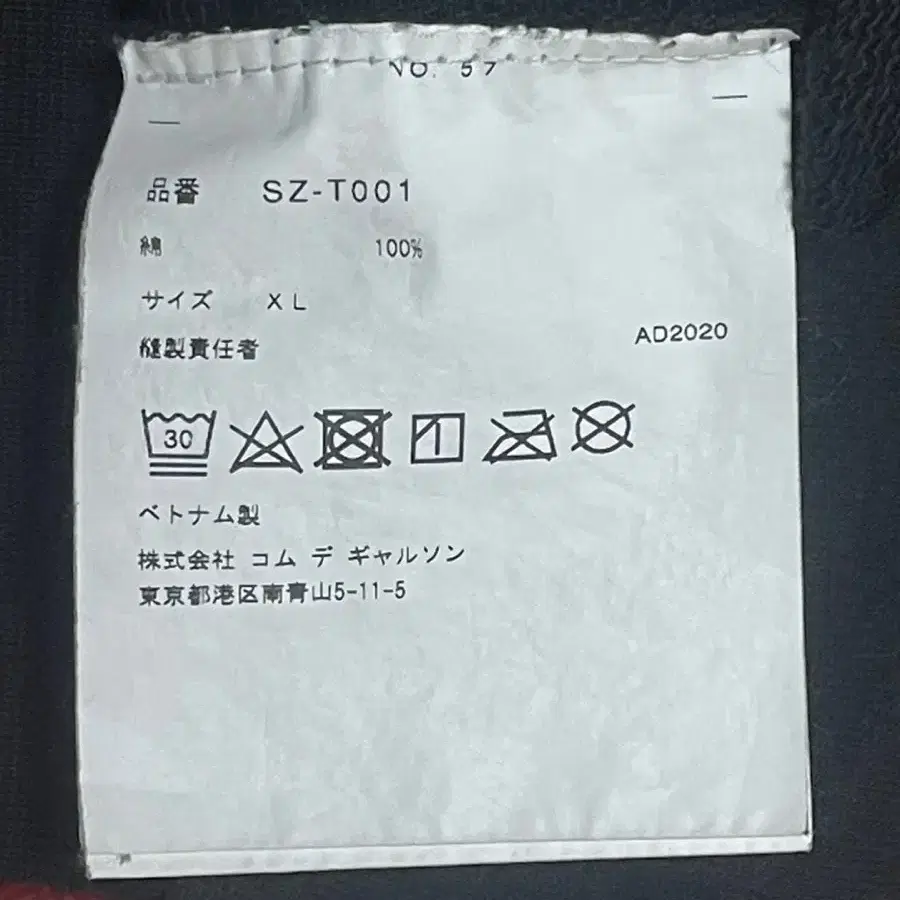 NO. 57
品番 SZ-T001
綿 100%
サイズ XL
縫製責任者
AD2020
30
ベトナム製
株式会社 コム デ ギャルソン
東京都港区南青山5-11-5